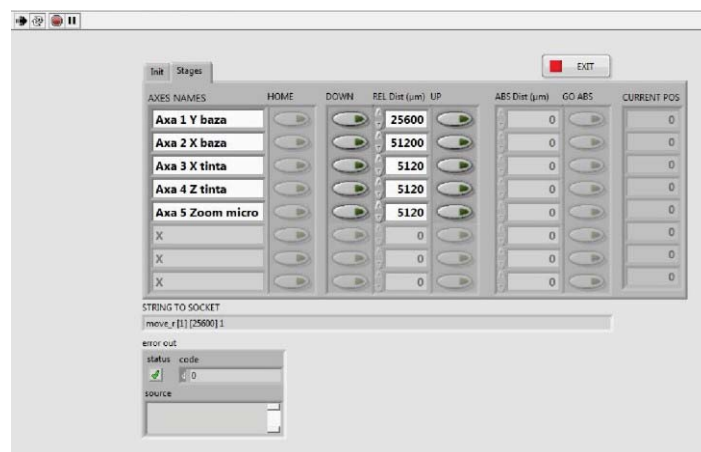 EXIT
Init Stages
AXES NAMES HOME DOWN REL Dist (µm) UP ABS Dist (µm) GO ABS CURRENT POS
Axa 1 Y baza 25600 0 0
Axa 2 X baza 51200 0 0
Axa 3 X tinta 5120 0 0
Axa 4 Z tinta 5120 0 0
Axa 5 Zoom micro 5120 0 0
X 0 0 0
X 0 0 0
X 0 0 0
STRING TO SOCKET
move_r [1] [25600] 1
error out
status code
0
source